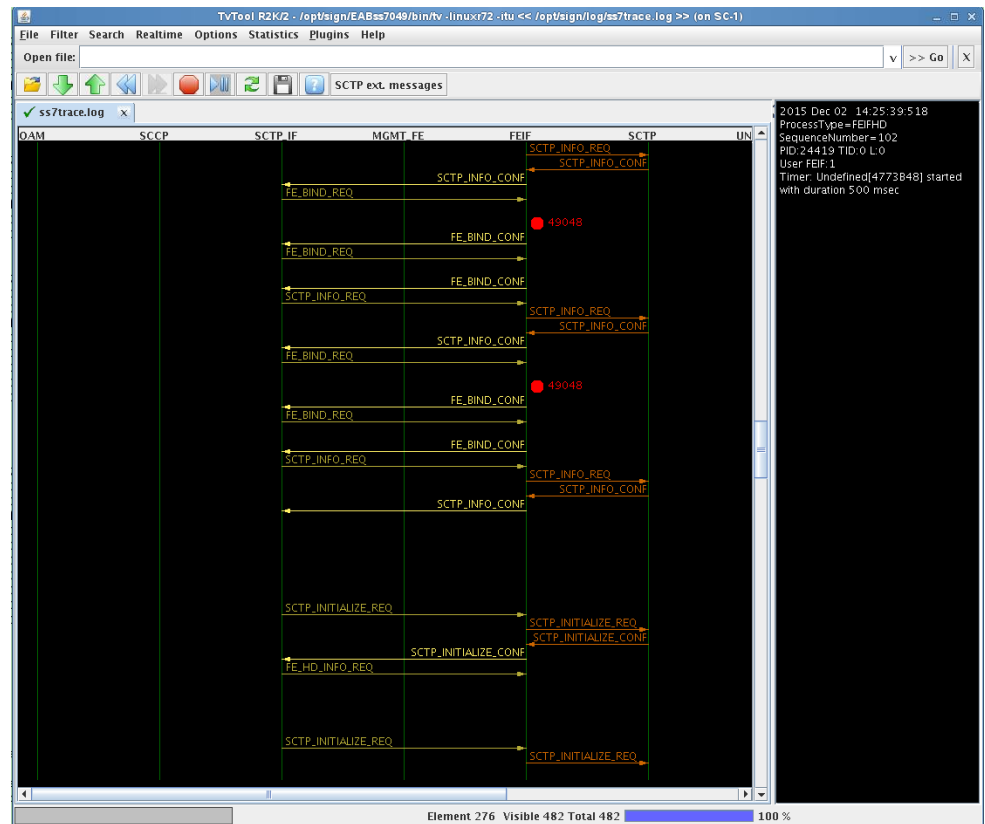 TvTool R2K/2 - /opt/sign/EABss7049/bin/tv -linuxr72 -itu << /opt/sign/log/ss7trace.log >> (on SC-1)
File Filter Search Realtime Options Statistics Plugins Help
Open file: v >> Go X
SCTP ext. messages
ss7trace.log x
OAM SCCP SCTP_IF MGMT_FE FEIF SCTP UN
SCTP_INFO_REQ
SCTP_INFO_CONF
SCTP_INFO_CONF
FE_BIND_REQ
49048
FE_BIND_CONF
FE_BIND_REQ
FE_BIND_CONF
SCTP_INFO_REQ
SCTP_INFO_REQ
SCTP_INFO_CONF
SCTP_INFO_CONF
FE_BIND_REQ
49048
FE_BIND_CONF
FE_BIND_REQ
FE_BIND_CONF
SCTP_INFO_REQ
SCTP_INFO_REQ
SCTP_INFO_CONF
SCTP_INFO_CONF
SCTP_INITIALIZE_REQ
SCTP_INITIALIZE_REQ
SCTP_INITIALIZE_CONF
SCTP_INITIALIZE_CONF
FE_HD_INFO_REQ
SCTP_INITIALIZE_REQ
SCTP_INITIALIZE_REQ
2015 Dec 02 14:25:39:518
ProcessType=FEIFHD
SequenceNumber=102
PID:24419 TID:0 L:0
User FEIF:1
Timer: Undefined[4773B48] started
with duration 500 msec
Element 276 Visible 482 Total 482 100 %